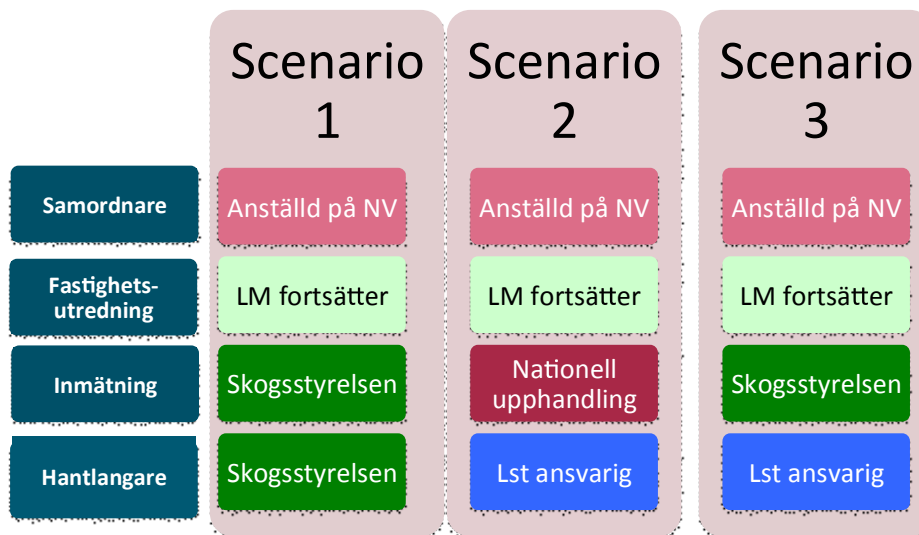 Scenario
1
Scenario
2
Scenario
3
Samordnare
Anställd på NV
Anställd på NV
Anställd på NV
Fastighets-
utredning
LM fortsätter
LM fortsätter
LM fortsätter
Inmätning
Skogsstyrelsen
Nationell
upphandling
Skogsstyrelsen
Hantlangare
Skogsstyrelsen
Lst ansvarig
Lst ansvarig